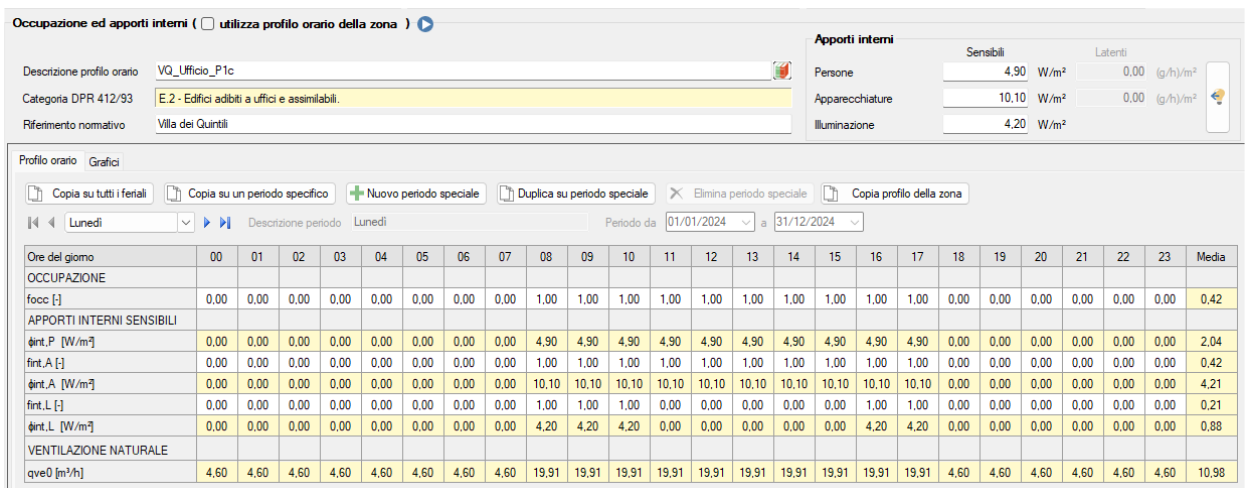 Occupazione ed apporti interni ( utilizza profilo orario della zona )
Descrizione profilo orario VQ_Ufficio_P1c
Categoria DPR 412/93 E.2 - Edifici adibiti a uffici e assimilabili.
Riferimento normativo Villa dei Quintili
Apporti interni
Sensibili Latenti
Persone 4,90 W/m² 0,00 (g/h)/m²
Apparecchiature 10,10 W/m² 0,00 (g/h)/m²
Illuminazione 4,20 W/m²
Profilo orario Grafici
Copia su tutti i feriali Copia su un periodo specifico Nuovo periodo speciale Duplica su periodo speciale Elimina periodo speciale Copia profilo della zona
Lunedì Descrizione periodo Lunedì Periodo da 01/01/2024 a 31/12/2024
Ore del giorno 00 01 02 03 04 05 06 07 08 09 10 11 12 13 14 15 16 17 18 19 20 21 22 23 Media
OCCUPAZIONE
focc [-] 0,00 0,00 0,00 0,00 0,00 0,00 0,00 0,00 1,00 1,00 1,00 1,00 1,00 1,00 1,00 1,00 1,00 1,00 0,00 0,00 0,00 0,00 0,00 0,00 0,42
APPORTI INTERNI SENSIBILI
ϕint,P [W/m²] 0,00 0,00 0,00 0,00 0,00 0,00 0,00 0,00 4,90 4,90 4,90 4,90 4,90 4,90 4,90 4,90 4,90 4,90 0,00 0,00 0,00 0,00 0,00 0,00 2,04
fint,A [-] 0,00 0,00 0,00 0,00 0,00 0,00 0,00 0,00 1,00 1,00 1,00 1,00 1,00 1,00 1,00 1,00 1,00 1,00 0,00 0,00 0,00 0,00 0,00 0,00 0,42
ϕint,A [W/m²] 0,00 0,00 0,00 0,00 0,00 0,00 0,00 0,00 10,10 10,10 10,10 10,10 10,10 10,10 10,10 10,10 10,10 10,10 0,00 0,00 0,00 0,00 0,00 0,00 4,21
fint,L [-] 0,00 0,00 0,00 0,00 0,00 0,00 0,00 0,00 1,00 1,00 1,00 0,00 0,00 0,00 0,00 0,00 1,00 1,00 0,00 0,00 0,00 0,00 0,00 0,00 0,21
ϕint,L [W/m²] 0,00 0,00 0,00 0,00 0,00 0,00 0,00 0,00 4,20 4,20 4,20 0,00 0,00 0,00 0,00 0,00 4,20 4,20 0,00 0,00 0,00 0,00 0,00 0,00 0,88
VENTILAZIONE NATURALE
qve0 [m³/h] 4,60 4,60 4,60 4,60 4,60 4,60 4,60 4,60 19,91 19,91 19,91 19,91 19,91 19,91 19,91 19,91 19,91 19,91 4,60 4,60 4,60 4,60 4,60 4,60 10,98